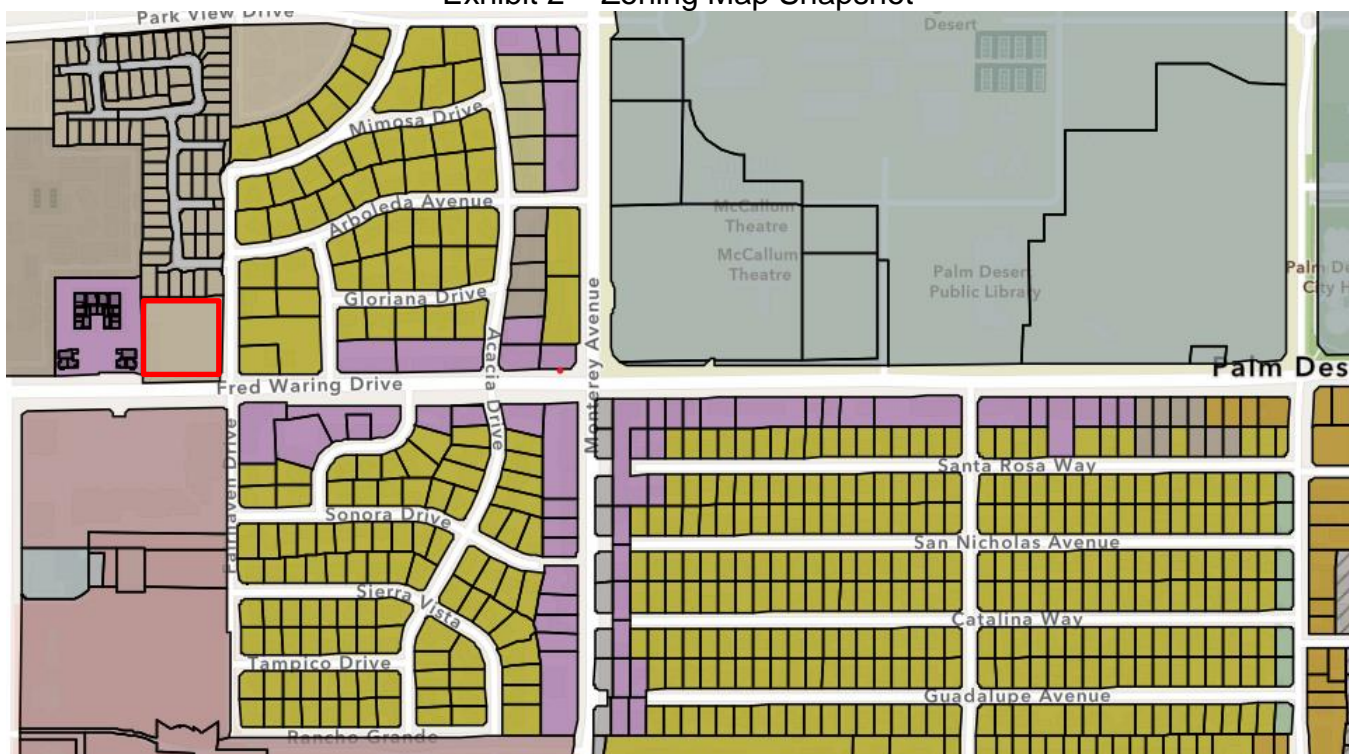 Exhibit 2 – Zoning Map Snapshot
Park View Drive
Desert
Mimosa Drive
Arboleda Avenue
McCallum
Theatre
McCallum
Theatre
Palm Desert
Public Library
Palm De
City H
Gloriana Drive
Acacia Drive
Monterey Avenue
Fred Waring Drive
Palm Des
Fairhaven Drive
Santa Rosa Way
Sonora Drive
San Nicholas Avenue
Sierra Vista
Catalina Way
Tampico Drive
Guadalupe Avenue
Rancho Grande